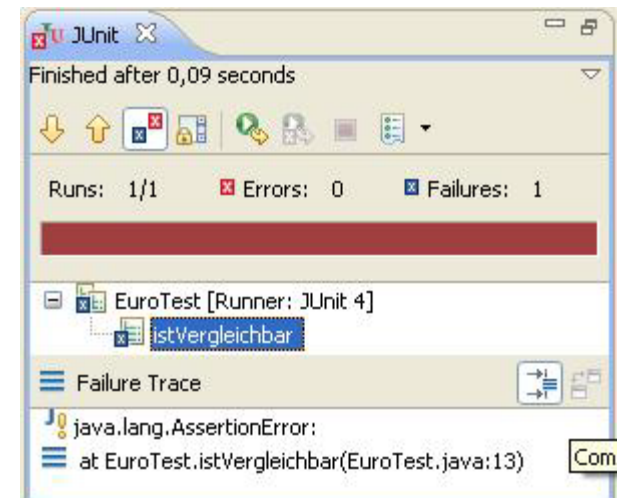 JUnit
Finished after 0,09 seconds
Runs: 1/1 Errors: 0 Failures: 1
EuroTest [Runner: JUnit 4]
istVergleichbar
Failure Trace
java.lang.AssertionError:
at EuroTest.istVergleichbar(EuroTest.java:13)
Com